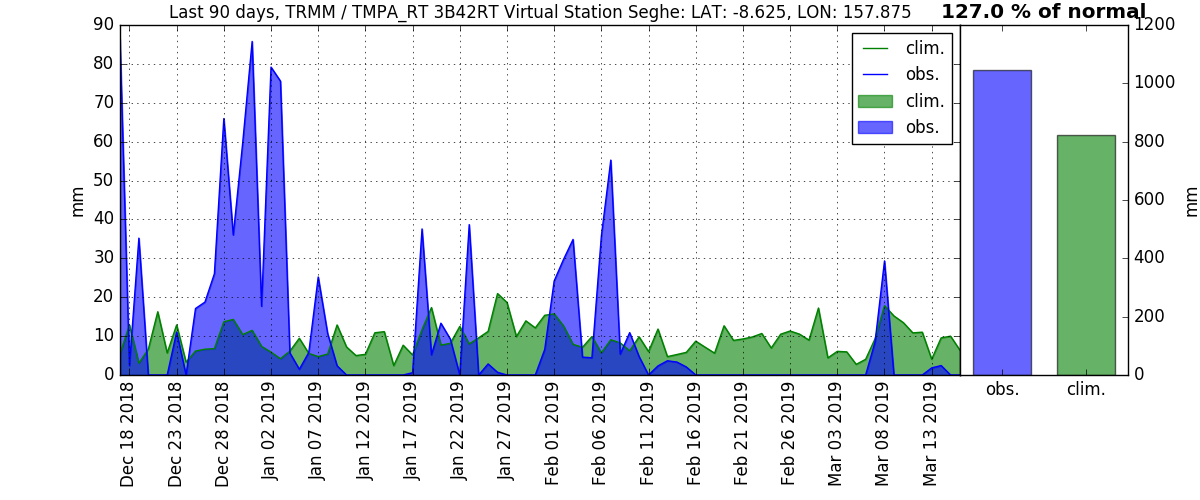 Last 90 days, TRMM / TMPA_RT 3B42RT Virtual Station Seghe: LAT: -8.625, LON: 157.875
127.0 % of normal
90
80
70
60
50
40
30
20
10
0
mm
clim.
obs.
clim.
obs.
1200
1000
800
600
400
200
0
mm
Dec 18 2018
Dec 23 2018
Dec 28 2018
Jan 02 2019
Jan 07 2019
Jan 12 2019
Jan 17 2019
Jan 22 2019
Jan 27 2019
Feb 01 2019
Feb 06 2019
Feb 11 2019
Feb 16 2019
Feb 21 2019
Feb 26 2019
Mar 03 2019
Mar 08 2019
Mar 13 2019
obs.
clim.